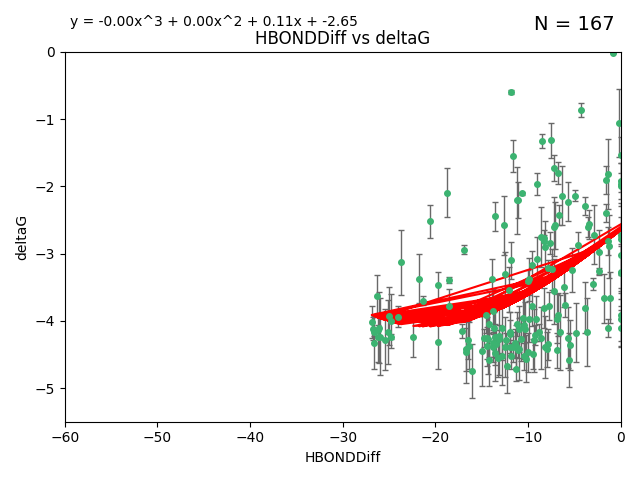 y = -0.00x^3 + 0.00x^2 + 0.11x + -2.65
N = 167
HBONDDiff vs deltaG
0
−1
−2
−3
−4
−5
deltaG
−60
−50
−40
−30
−20
−10
0
HBONDDiff